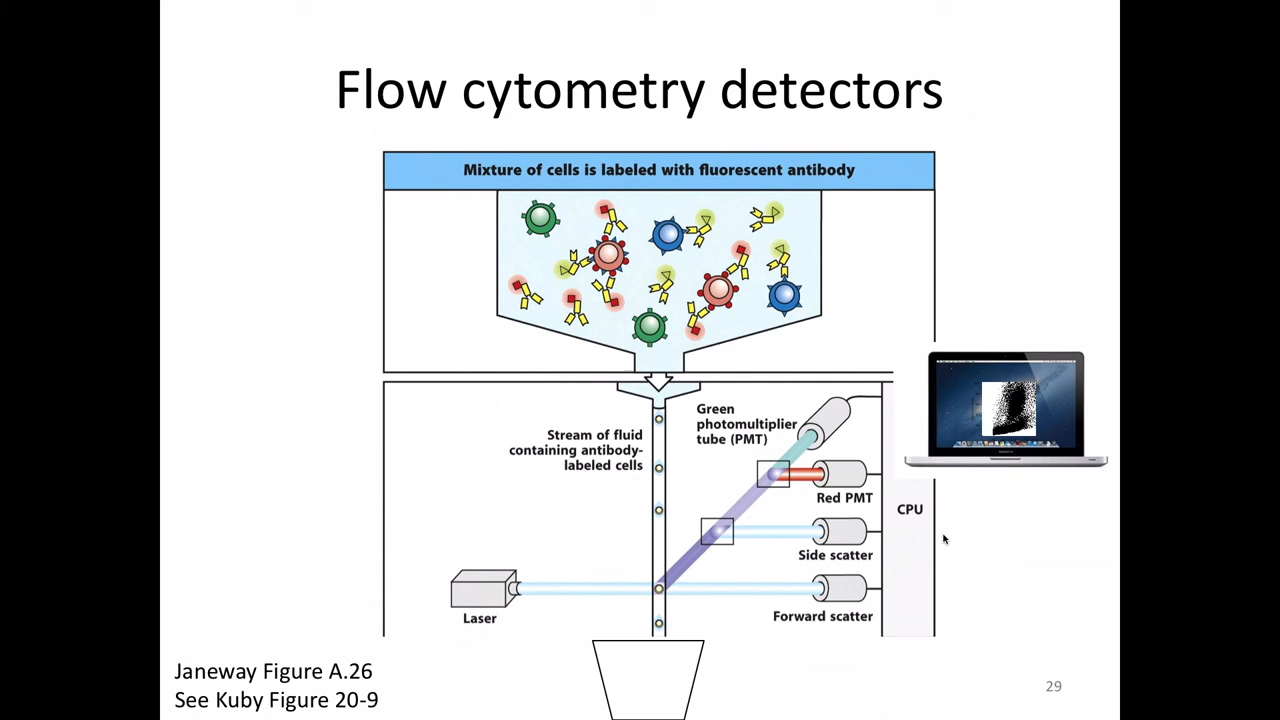 Flow cytometry detectors
Mixture of cells is labeled with fluorescent antibody
Stream of fluid
containing antibody-
labeled cells
Green
photomultiplier
tube (PMT)
Red PMT
CPU
Side scatter
Laser
Forward scatter
Janeway Figure A.26
See Kuby Figure 20-9
29